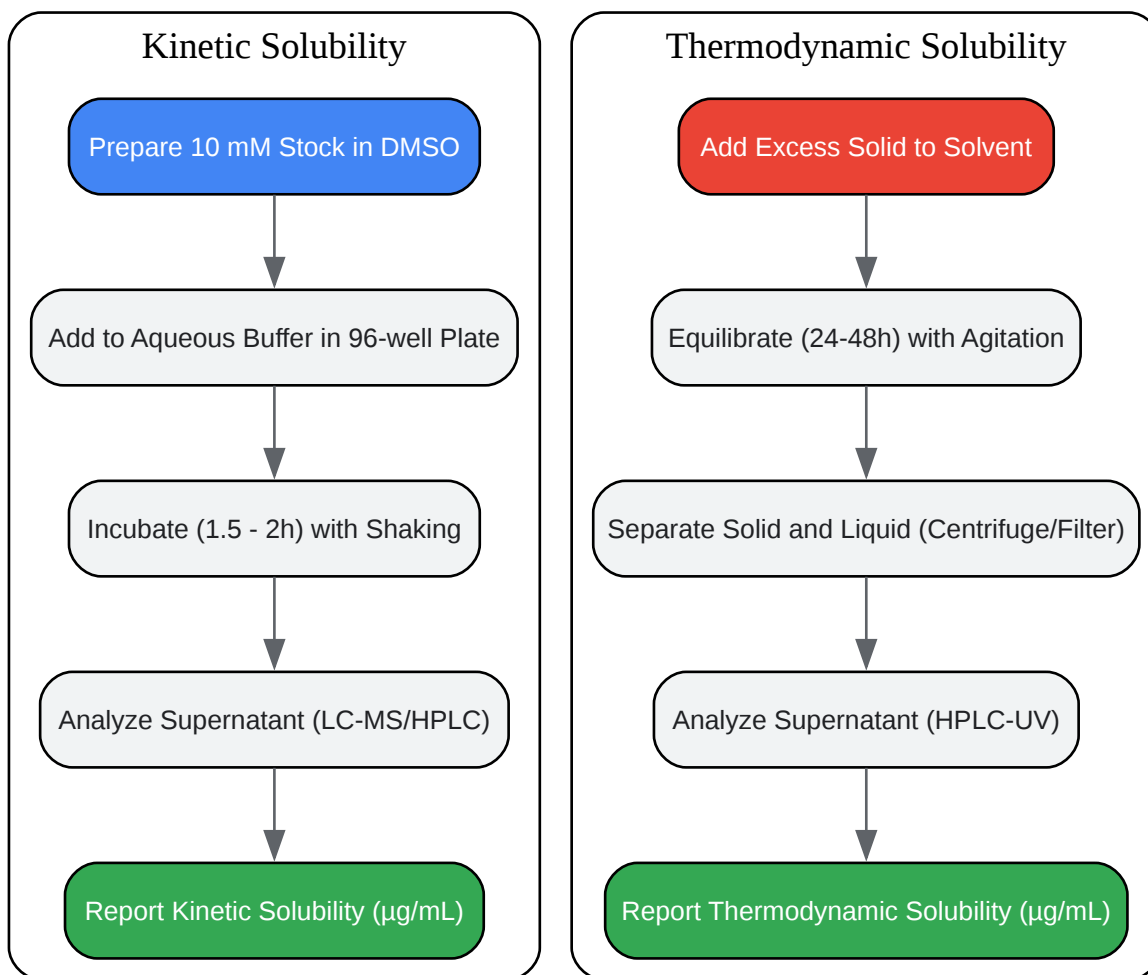 Kinetic Solubility
Prepare 10 mM Stock in DMSO
Add to Aqueous Buffer in 96-well Plate
Incubate (1.5 - 2h) with Shaking
Analyze Supernatant (LC-MS/HPLC)
Report Kinetic Solubility (µg/mL)
Thermodynamic Solubility
Add Excess Solid to Solvent
Equilibrate (24-48h) with Agitation
Separate Solid and Liquid (Centrifuge/Filter)
Analyze Supernatant (HPLC-UV)
Report Thermodynamic Solubility (µg/mL)